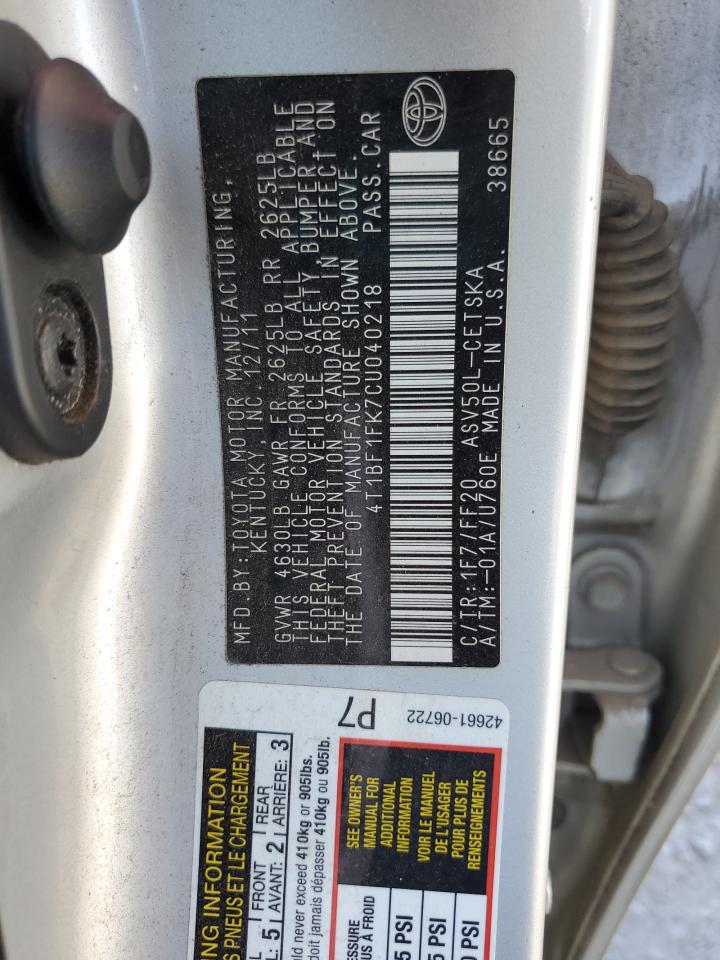 MFD.BY:TOYOTA MOTOR MANUFACTURING,
KENTUCKY,INC. 12/11
GVWR 4630LB GAWR FR 2625LB RR 2625LB
THIS VEHICLE CONFORMS TO ALL APPLICABLE
FEDERAL MOTOR VEHICLE SAFETY, BUMPER AND
THEFT PREVENTION STANDARDS IN EFFECT ON
THE DATE OF MANUFACTURE SHOWN ABOVE.
4T1BF1FK7CU040218 PASS.CAR
C/TR:1F7/FF20 ASV50L-CETSKA
A/TM:-01A/U760E MADE IN U.S.A. 38665
P7
42661-06722
INFORMATION
PNEUS ET LE CHARGEMENT
5 FRONT REAR
AVANT: 2 ARRIÈRE: 3
never exceed 410kg or 905lbs.
doit jamais dépasser 410kg ou 905lb.
SEE OWNER'S
MANUAL FOR
ADDITIONAL
INFORMATION
VOIR LE MANUEL
DE L'USAGER
POUR PLUS DE
RENSEIGNEMENTS
À FROID
PSI
PSI
PSI